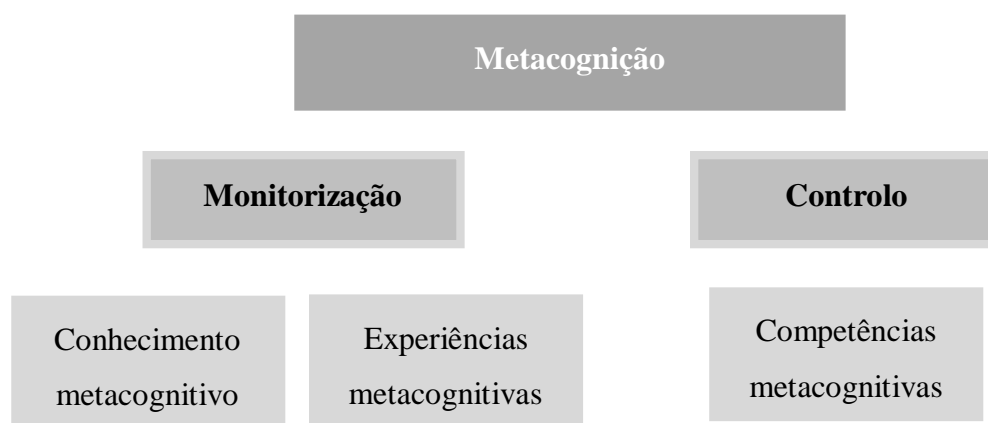 Metacognição
Monitorização
Controlo
Conhecimento
metacognitivo
Experiências
metacognitivas
Competências
metacognitivas